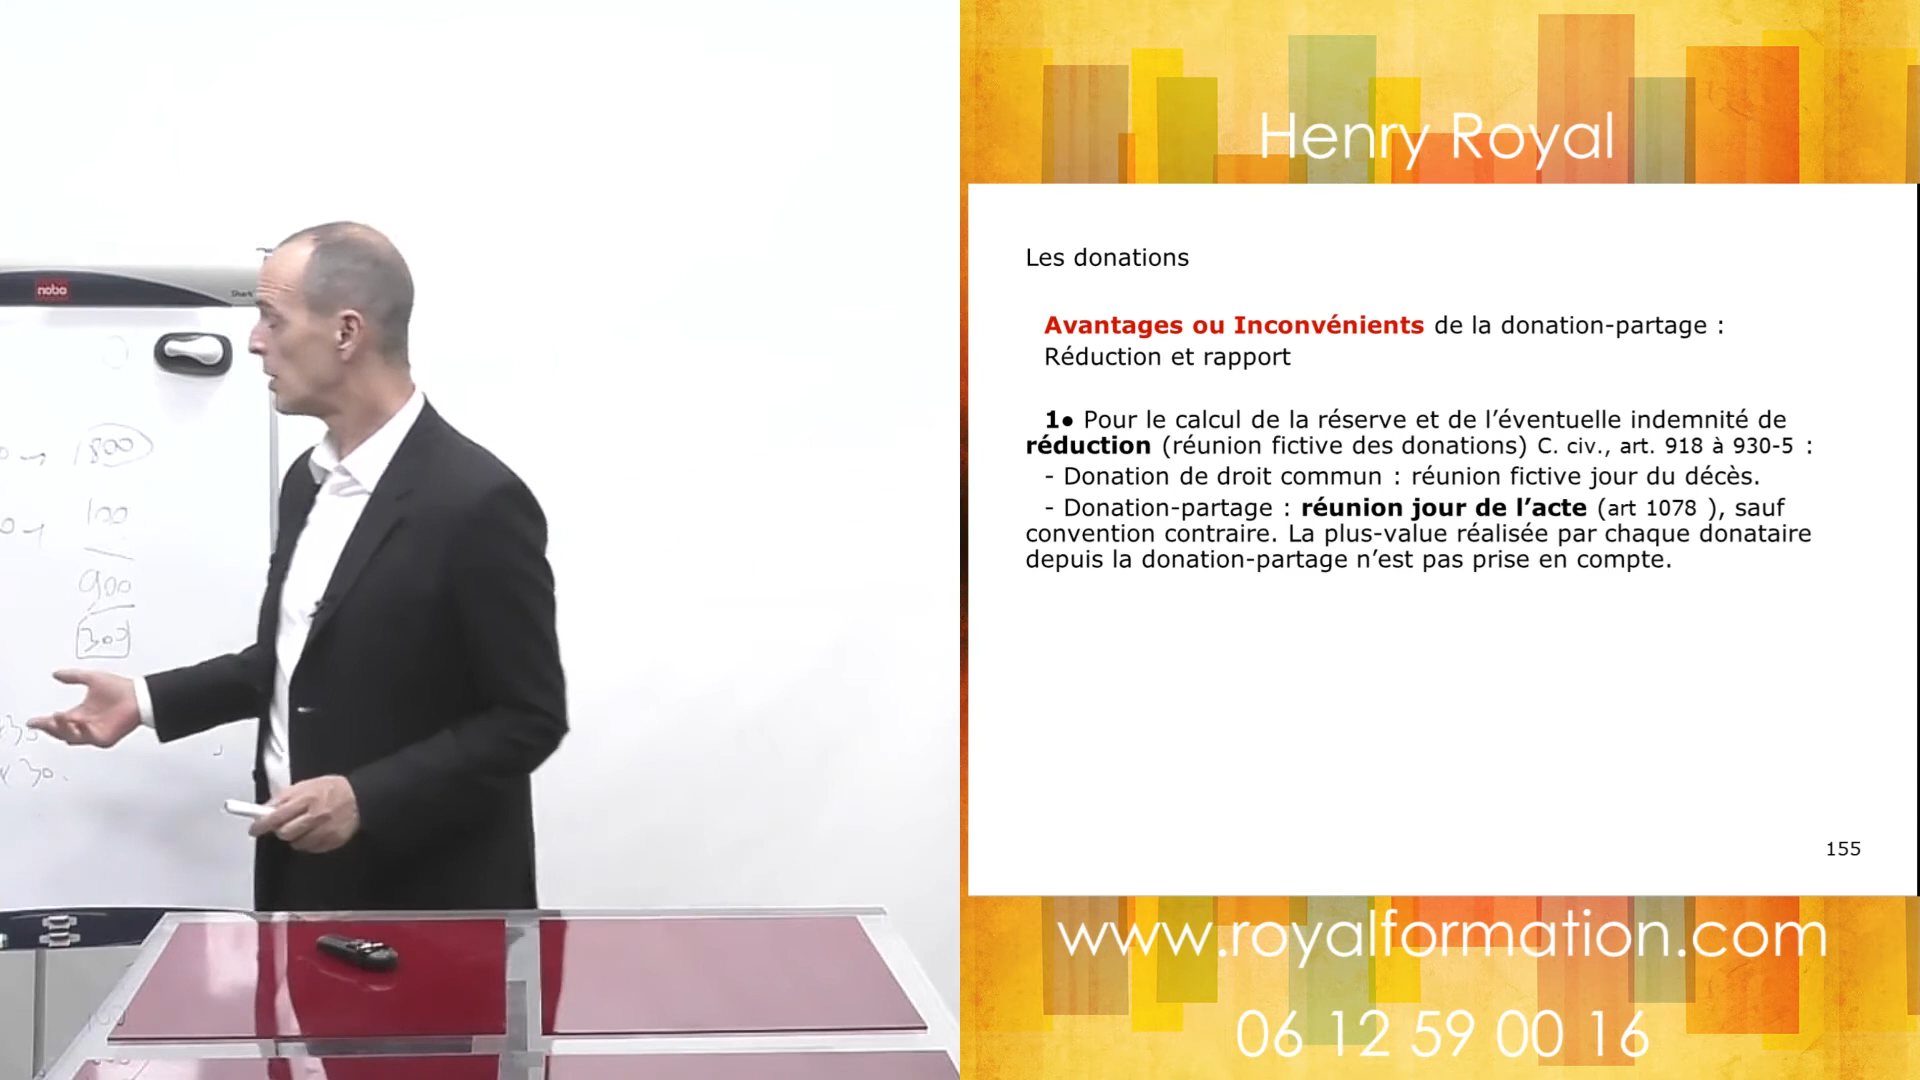 Henry Royal
nobo
Shark
1800
100
900
300
30.
Les donations
Avantages ou Inconvénients de la donation-partage :
Réduction et rapport
1● Pour le calcul de la réserve et de l’éventuelle indemnité de
réduction (réunion fictive des donations) C. civ., art. 918 à 930-5 :
- Donation de droit commun : réunion fictive jour du décès.
- Donation-partage : réunion jour de l’acte (art 1078 ), sauf
convention contraire. La plus-value réalisée par chaque donataire
depuis la donation-partage n’est pas prise en compte.
155
www.royalformation.com
06 12 59 00 16